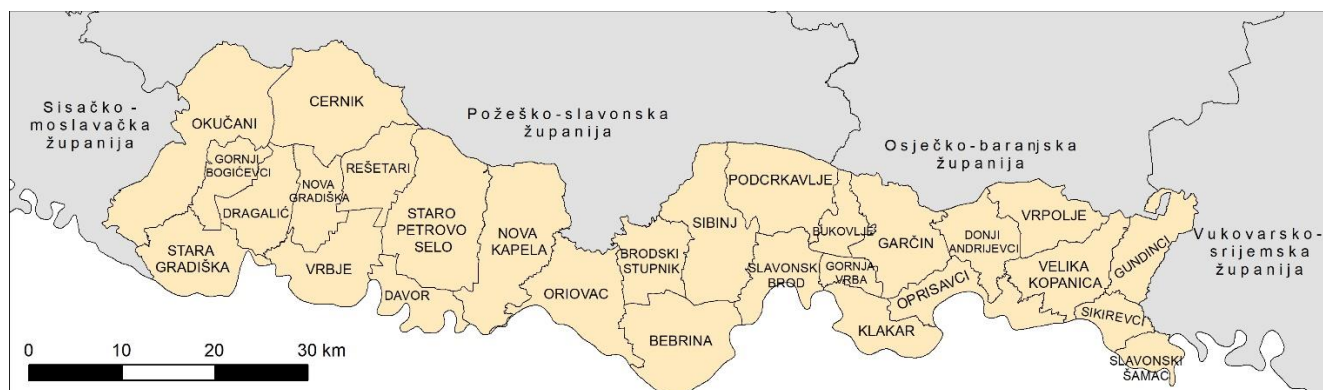 Sisačko-
moslavačka
županija
Požeško-slavonska
županija
Osječko-baranjska
županija
Vukovarsko-
srijemska
županija
OKUČANI
CERNIK
GORNJI
BOGIĆEVCI
NOVA
GRADIŠKA
REŠETARI
DRAGALIĆ
STARA
GRADIŠKA
VRBJE
STARO
PETROVO
SELO
DAVOR
NOVA
KAPELA
ORIOVAC
BRODSKI
STUPNIK
SIBINJ
BEBRINA
PODCRKAVLJE
SLAVONSKI
BROD
BUKOVLJE
GORNJA
VRBA
GARČIN
KLAKAR
OPRISAVCI
DONJI
ANDRIJEVCI
VRPOLJE
VELIKA
KOPANICA
GUNDINCI
SIKIREVCI
SLAVONSKI
ŠAMAC
0 10 20 30 km